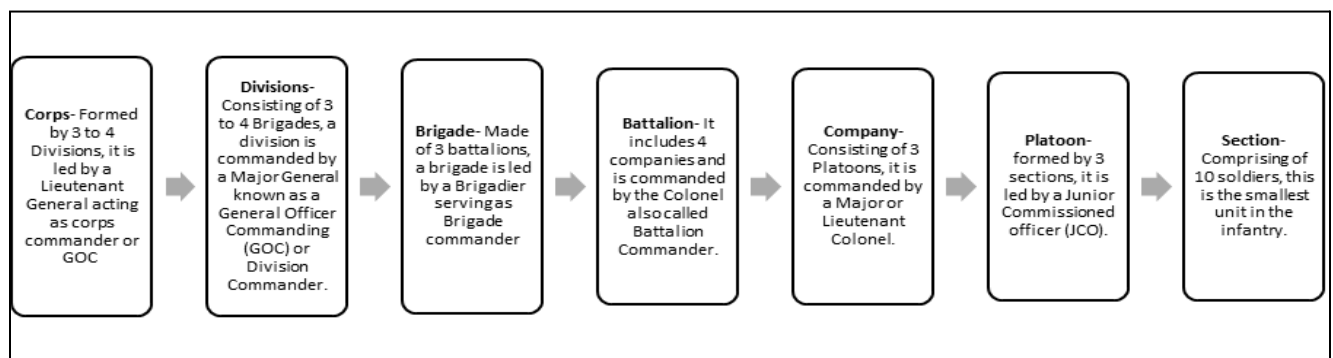 Corps- Formed
by 3 to 4
Divisions, it is
led by a
Lieutenant
General acting
as corps
commander or
GOC
Divisions-
Consisting of 3
to 4 Brigades, a
division is
commanded by
a Major General
known as a
General Officer
Commanding
(GOC) or
Division
Commander.
Brigade- Made
of 3 battalions,
a brigade is led
by a Brigadier
serving as
Brigade
commander
Battalion- It
includes 4
companies and
is commanded
by the Colonel
also called
Battalion
Commander.
Company-
Consisting of 3
Platoons, it is
commanded by
a Major or
Lieutenant
Colonel.
Platoon-
formed by 3
sections, it is
led by a Junior
Commissioned
officer (JCO).
Section-
Comprising of
10 soldiers, this
is the smallest
unit in the
infantry.